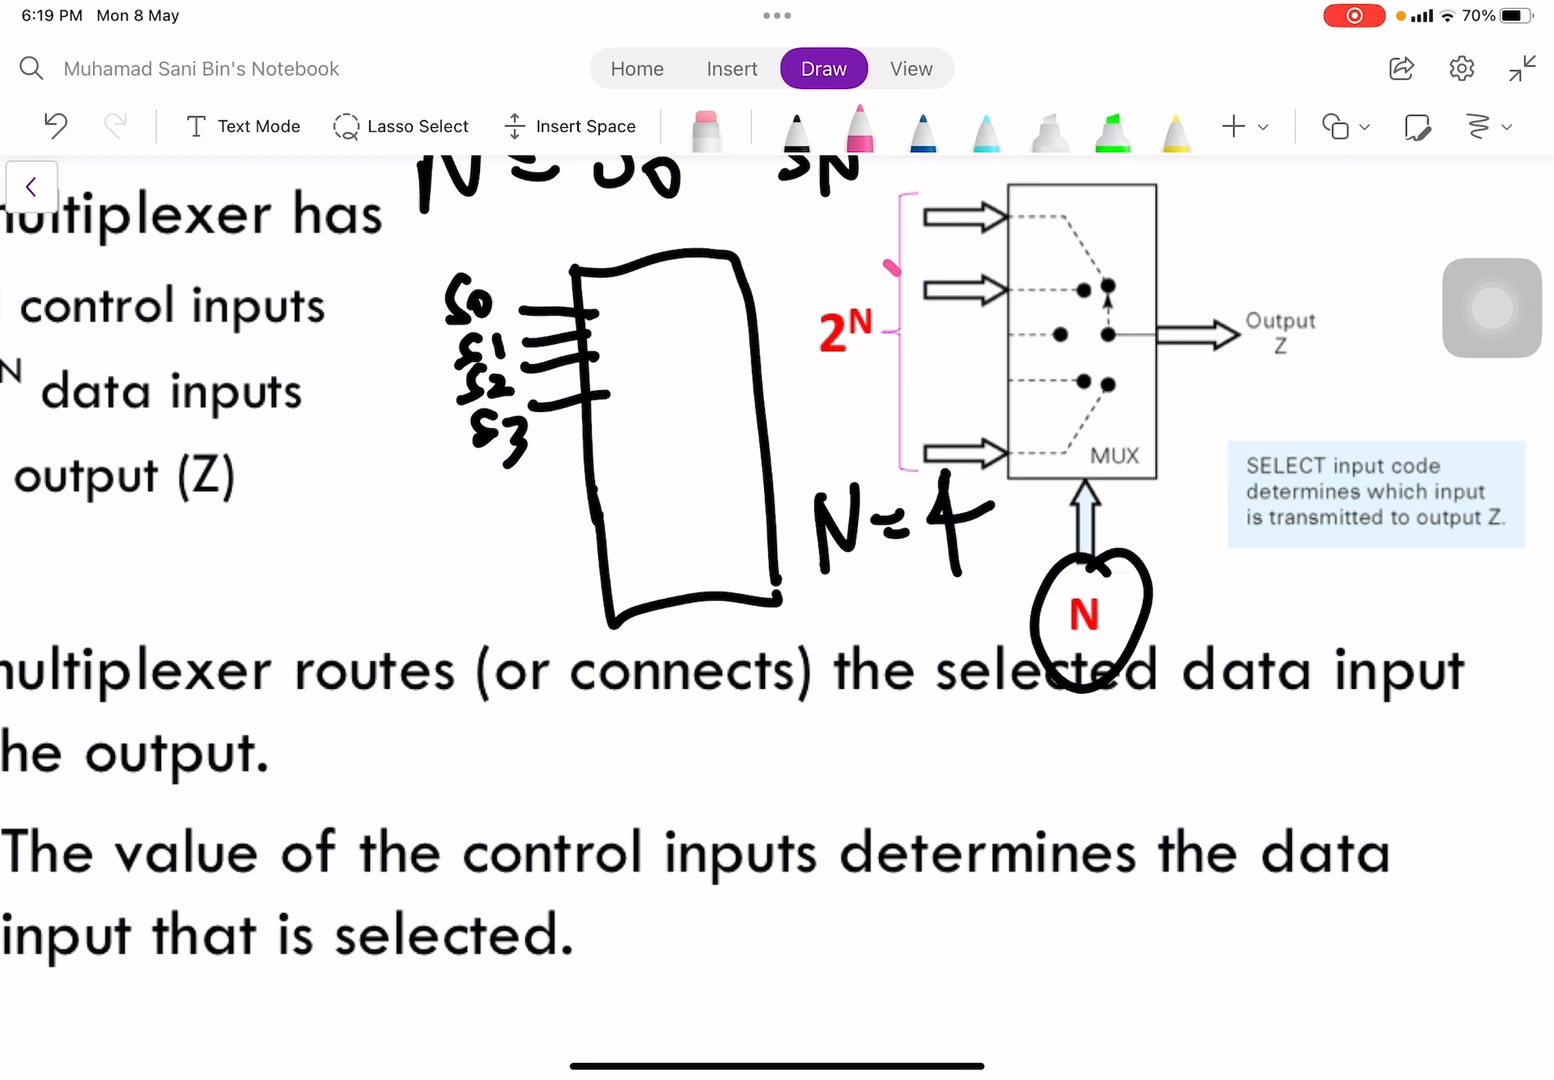 6:19 PM Mon 8 May
70%
Muhamad Sani Bin's Notebook
Home Insert Draw View
Text Mode Lasso Select Insert Space
multiplexer has
control inputs
N data inputs
output (Z)
S0
S1
S2
S3
2^N
N=4
MUX
Output
Z
SELECT input code
determines which input
is transmitted to output Z.
N
multiplexer routes (or connects) the selected data input
he output.
The value of the control inputs determines the data
input that is selected.